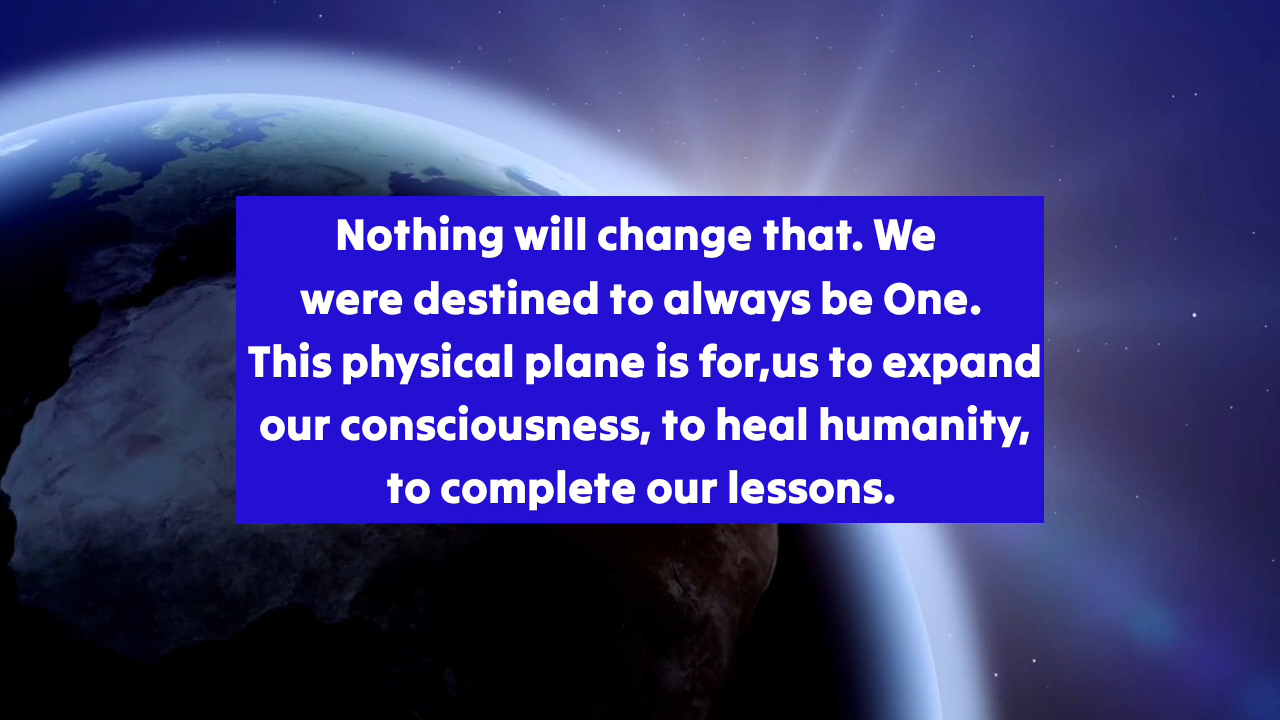 Nothing will change that. We
were destined to always be One.
This physical plane is for,us to expand
our consciousness, to heal humanity,
to complete our lessons.